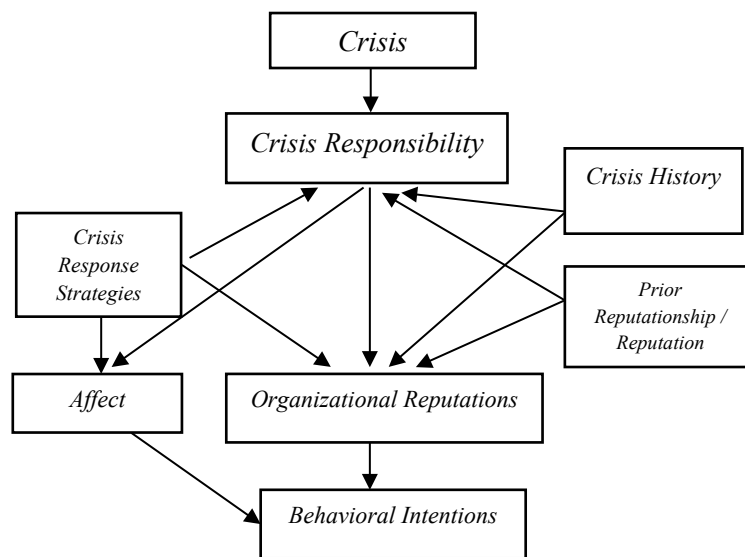 Crisis
Crisis Responsibility
Crisis History
Crisis
Response
Strategies
Prior
Reputationship /
Reputation
Affect
Organizational Reputations
Behavioral Intentions